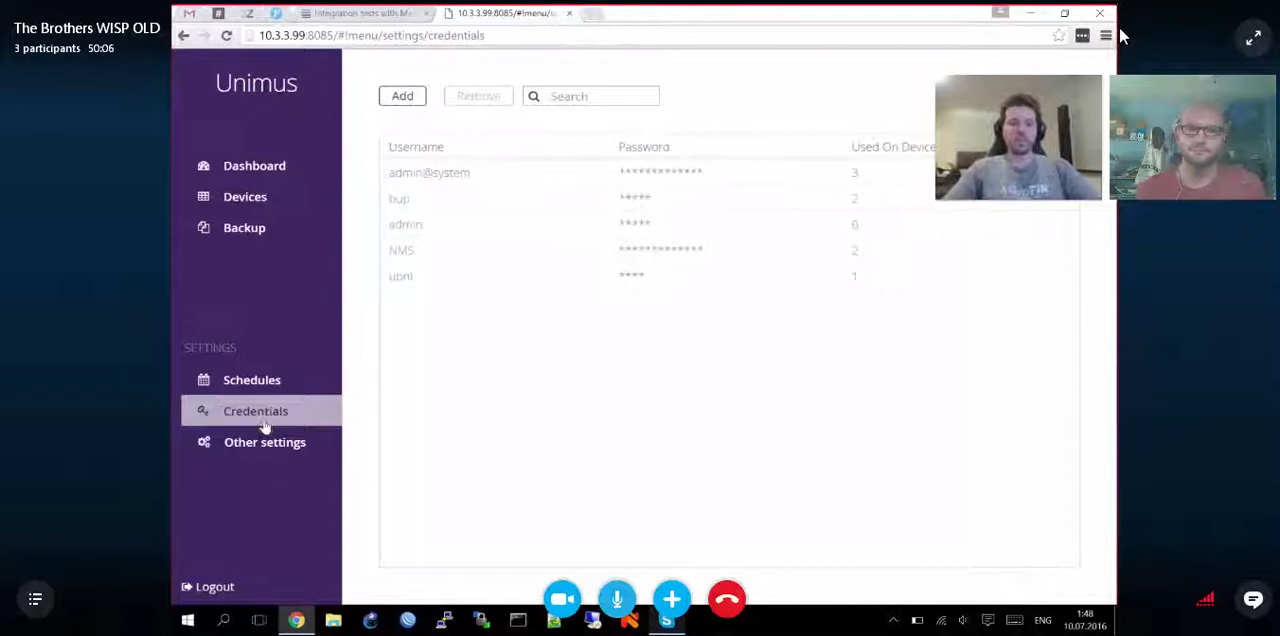 The Brothers WISP OLD
3 participants 50:06
Integration tests with M
10.3.3.99:8085/#!menu/s
10.3.3.99:8085/#!menu/settings/credentials
Unimus
Dashboard
Devices
Backup
SETTINGS
Schedules
Credentials
Other settings
Logout
Add Remove Search
Username Password Used On Device
admin@system ************* 3
bup ***** 2
admin ***** 0
NMS ************* 2
ubnt **** 1
ENG
1:48
10.07.2016